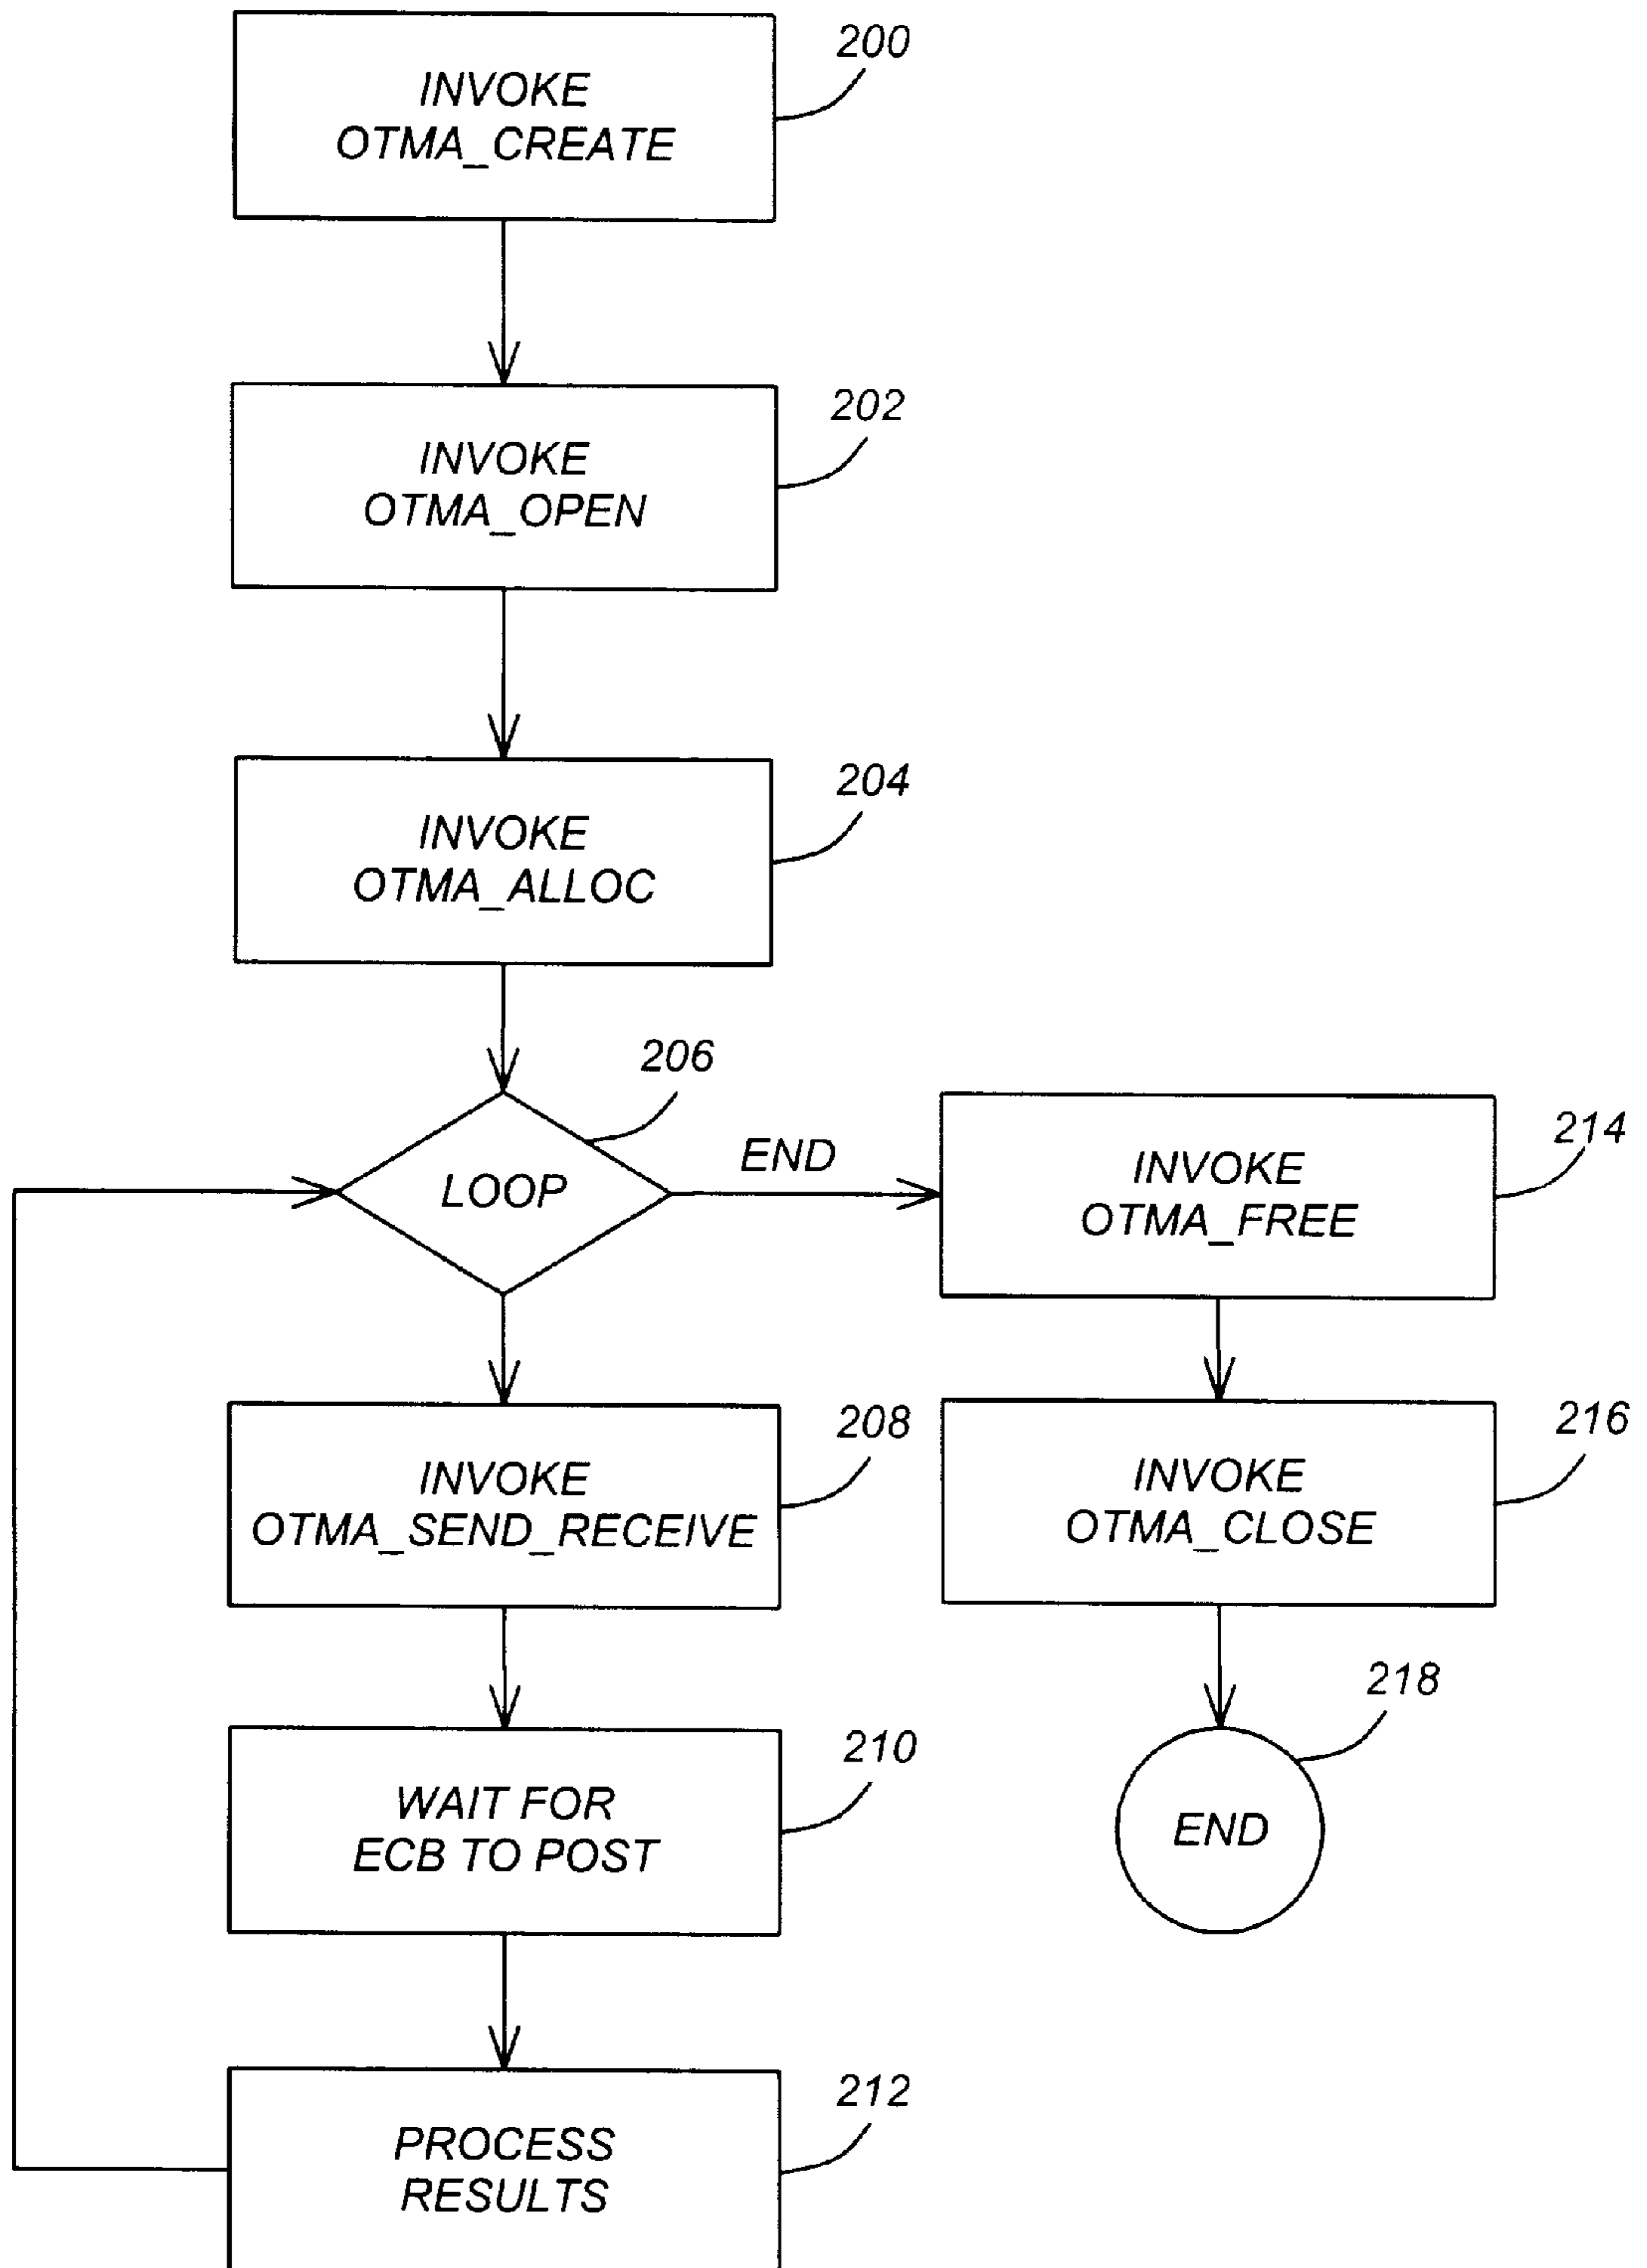 200
INVOKE
OTMA_CREATE
202
INVOKE
OTMA_OPEN
204
INVOKE
OTMA_ALLOC
206
LOOP
END
214
INVOKE
OTMA_FREE
208
INVOKE
OTMA_SEND_RECEIVE
216
INVOKE
OTMA_CLOSE
210
WAIT FOR
ECB TO POST
218
END
212
PROCESS
RESULTS